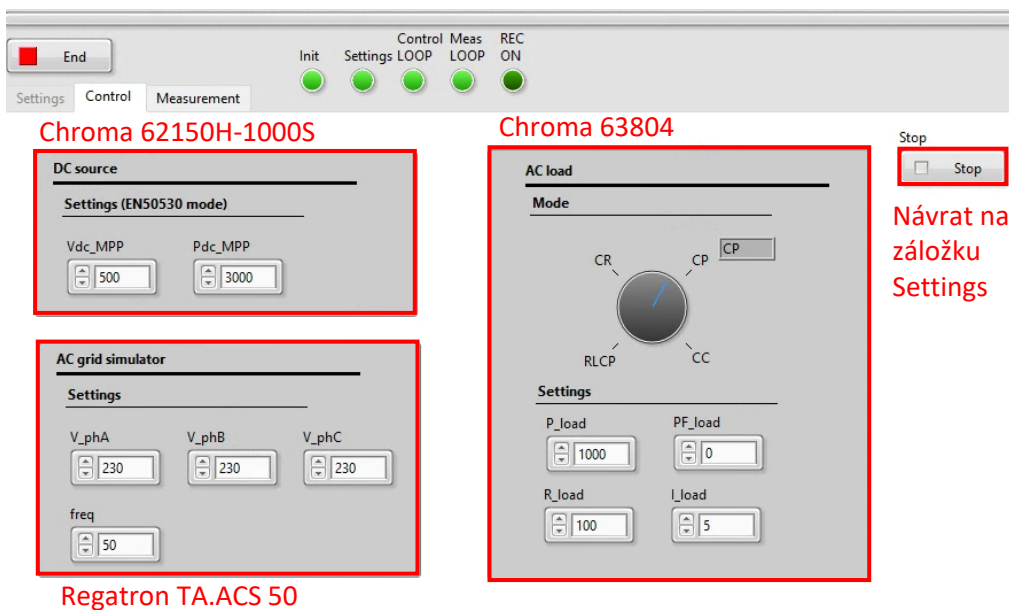 End
Init
Settings
Control
LOOP
Meas
LOOP
REC
ON
Settings
Control
Measurement
Chroma 62150H-1000S
DC source
Settings (EN50530 mode)
Vdc_MPP
Pdc_MPP
500
3000
AC grid simulator
Settings
V_phA
V_phB
V_phC
230
230
230
freq
50
Regatron TA.ACS 50
Chroma 63804
AC load
Mode
CP
CR
CP
RLCP
CC
Settings
P_load
PF_load
1000
0
R_load
I_load
100
5
Stop
Stop
Návrat na
záložku
Settings